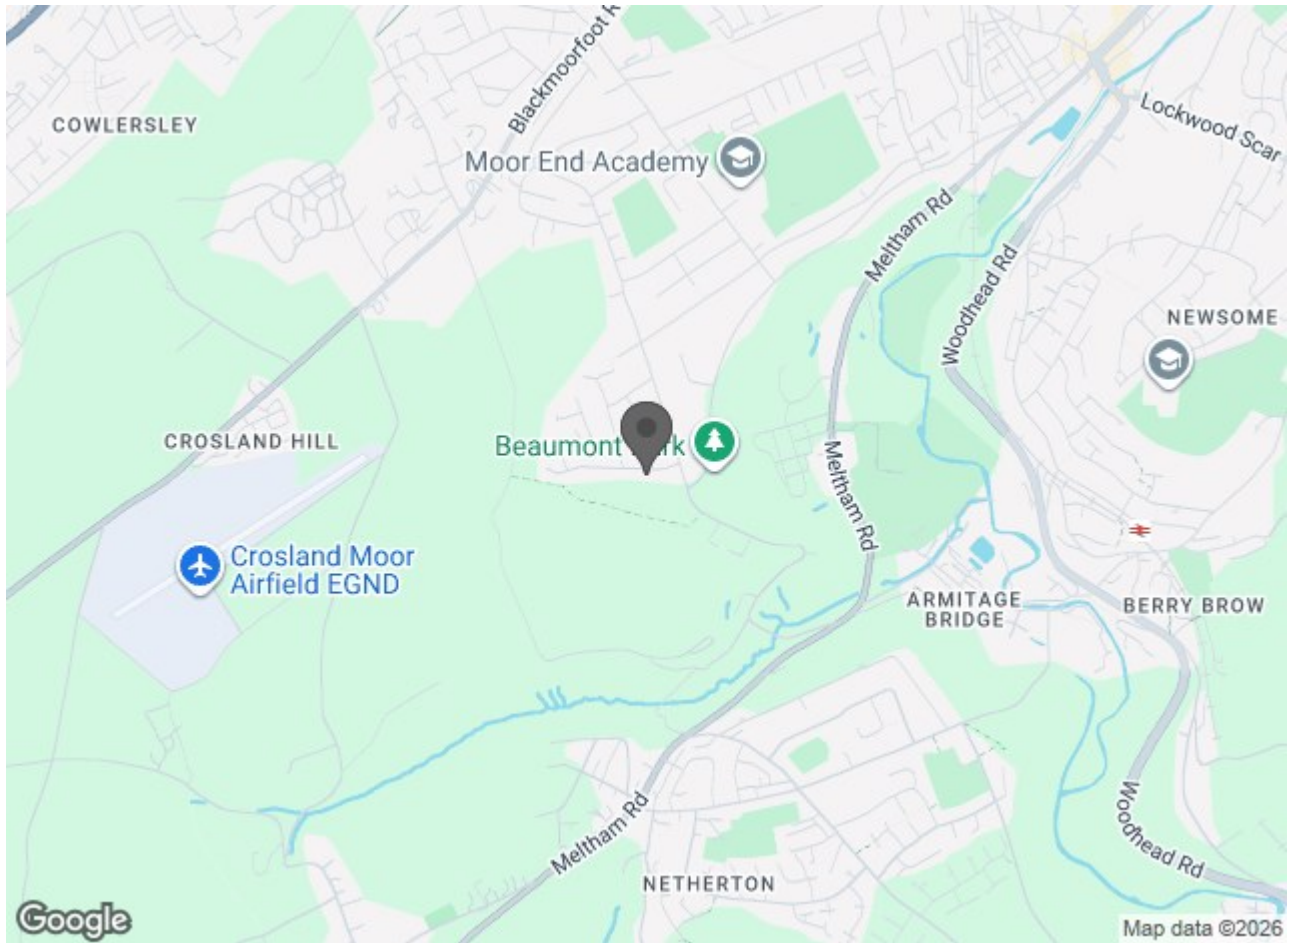 Blackmoorfoot R
COWLERSLEY
Lockwood Scar
Moor End Academy
Meltham Rd
Woodhead Rd
NEWSOME
CROSLAND HILL
Beaumont rk
Meltham Rd
Crosland Moor
Airfield EGND
ARMITAGE
BRIDGE
BERRY BROW
Meltham Rd
Woodhead Rd
NETHERTON
Google
Map data ©2026